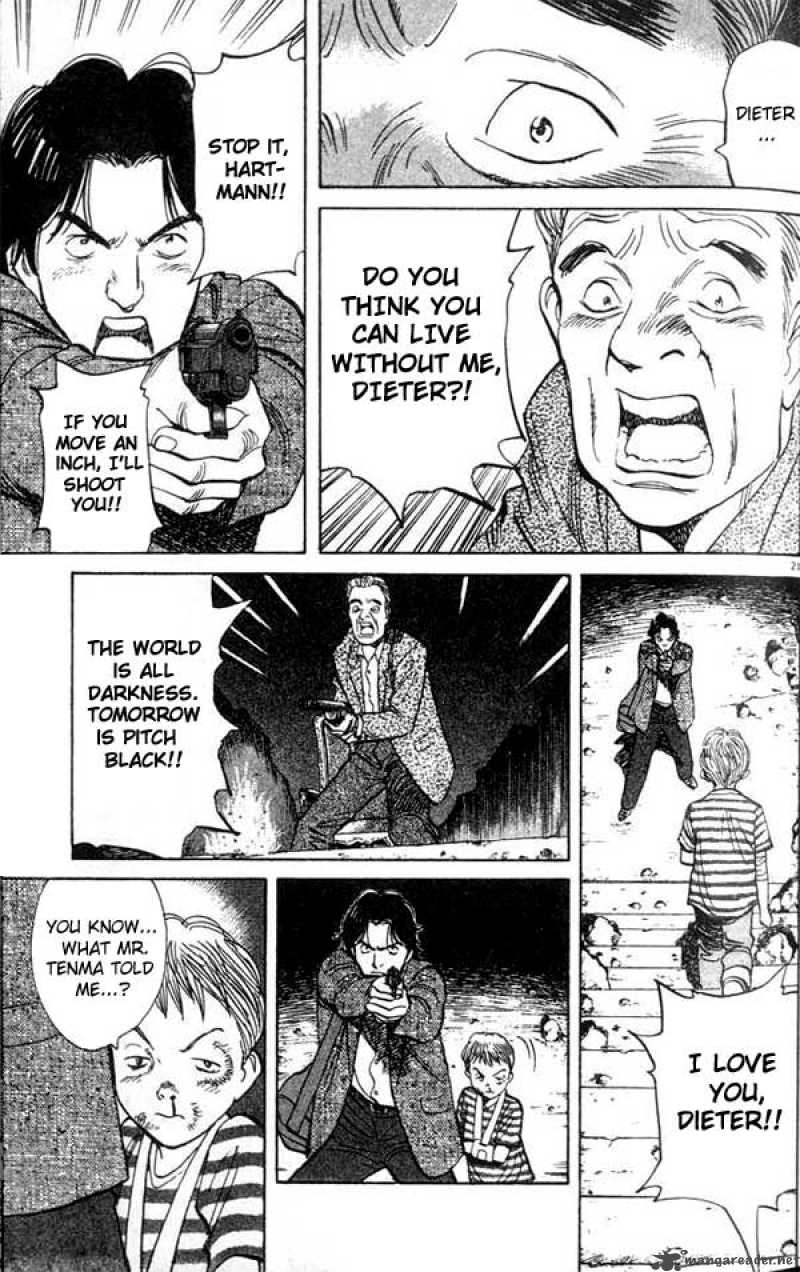 DIETER
...
DO YOU
THINK YOU
CAN LIVE
WITHOUT ME,
DIETER?!
STOP IT,
HART-
MANN!!
IF YOU
MOVE AN
INCH, I'LL
SHOOT
YOU!!
I LOVE
YOU,
DIETER!!
THE WORLD
IS ALL
DARKNESS.
TOMORROW
IS PITCH
BLACK!!
YOU KNOW...
WHAT MR.
TENMA TOLD
ME...?
mangareader.net